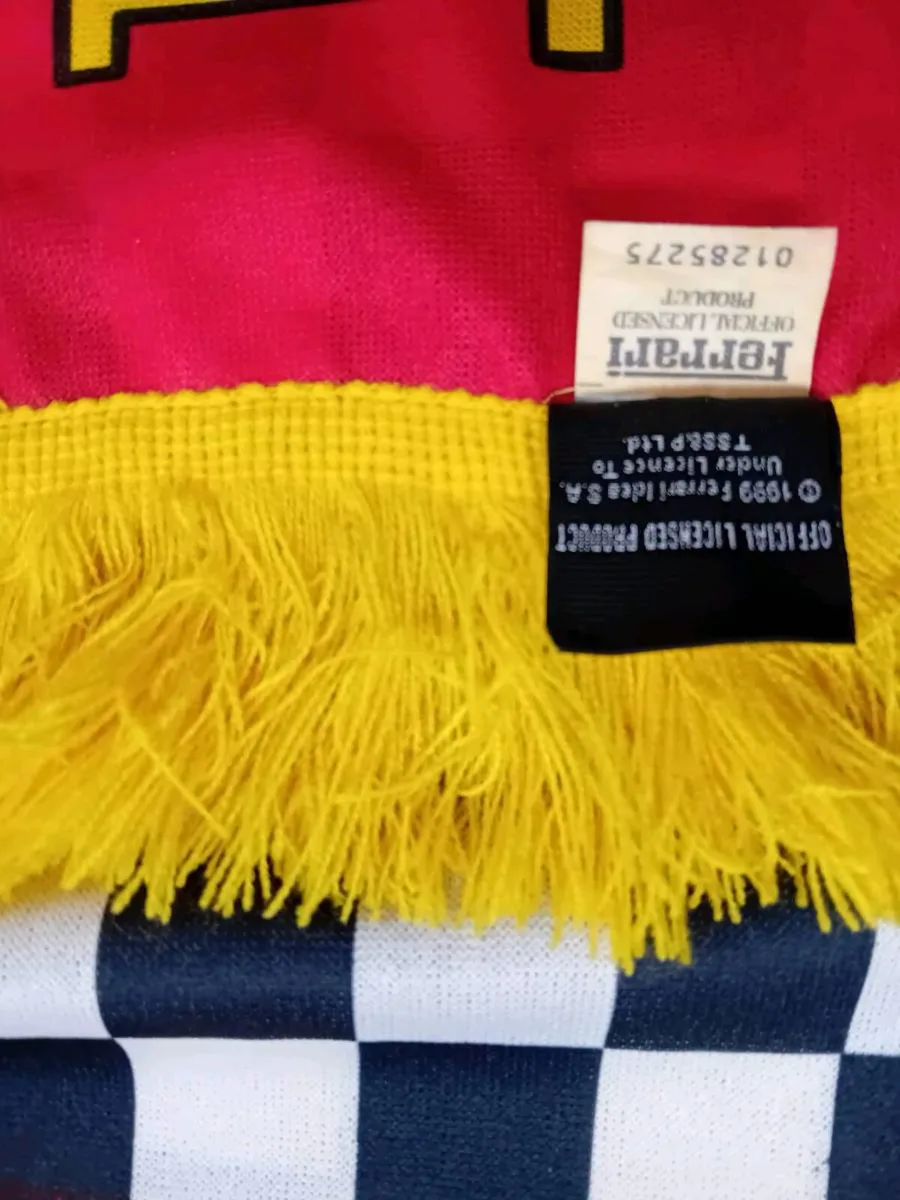 Ferrari
OFFICIAL LICENSED
PRODUCT
01285275
OFFICIAL LICENSED PRODUCT
© 1999 Ferrari Idea S.A.
Under Licence To
TSS&P Ltd.